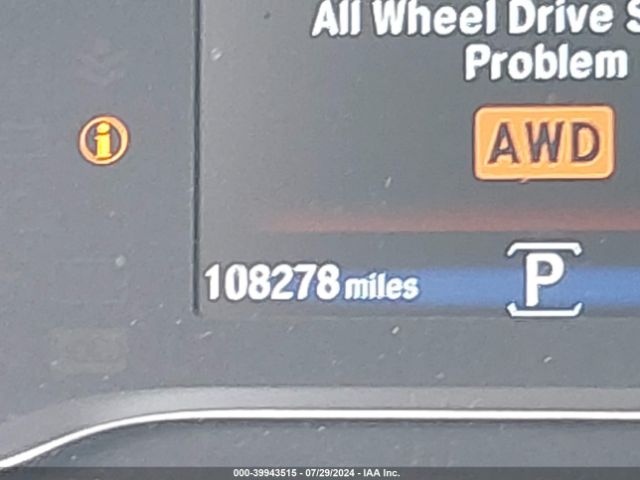 All Wheel Drive S
Problem
i
AWD
108278 miles
P
000-39943515 - 07/29/2024 - IAA Inc.